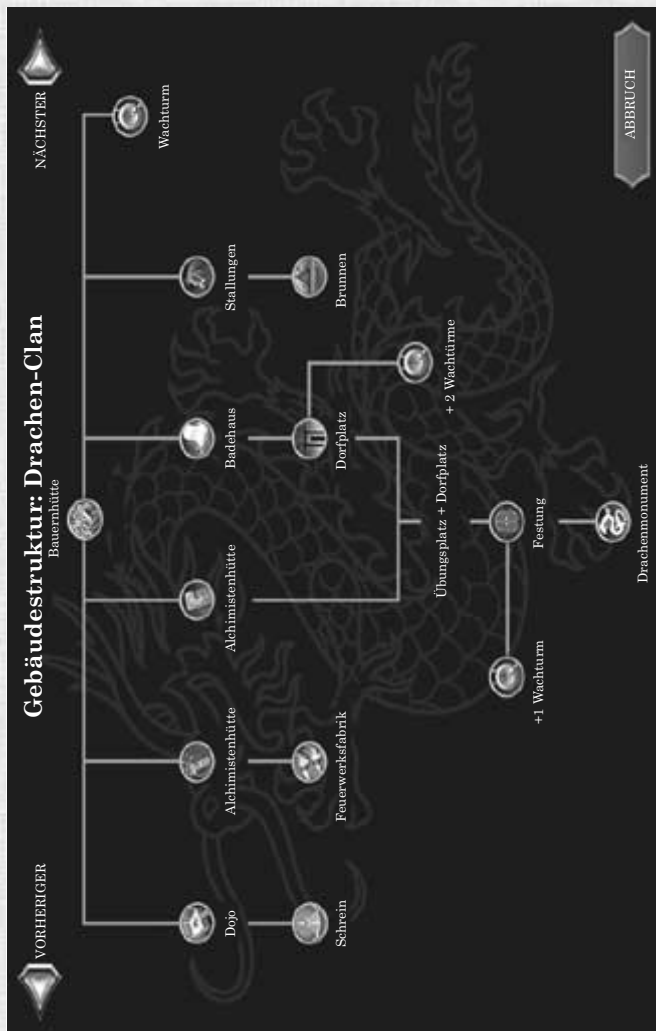 VORHERIGER
Gebäudestruktur: Drachen-Clan
NÄCHSTER
Bauernhütte
Wachturm
Dojo
Alchimistenhütte
Alchimistenhütte
Badehaus
Stallungen
Schrein
Feuerwerksfabrik
Dorfplatz
Brunnen
+ 2 Wachtürme
Übungsplatz + Dorfplatz
+1 Wachturm
Festung
Drachenmonument
ABBRUCH